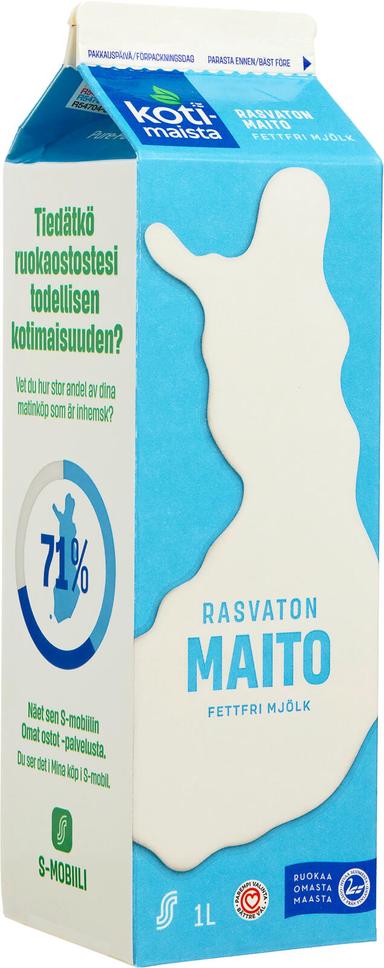 PAKKAUSPÄIVÄ/FÖRPACKNINGSDAG PARASTA ENNEN/BÄST FÖRE
koti-
maista
RASVATON
MAITO
FETTFRI MJÖLK
Tiedätkö
ruokaostostesi
todellisen
kotimaisuuden?
Vet du hur stor andel av dina
matinköp som är inhemsk?
71%
Näet sen S-mobiilin
Omat ostot -palvelusta.
Du ser det i Mina köp i S-mobil.
S-MOBIILI
RASVATON
MAITO
FETTFRI MJÖLK
1L
PAREMPI VALINTA
BÄTTRE VAL
RUOKAA
OMASTA
MAASTA